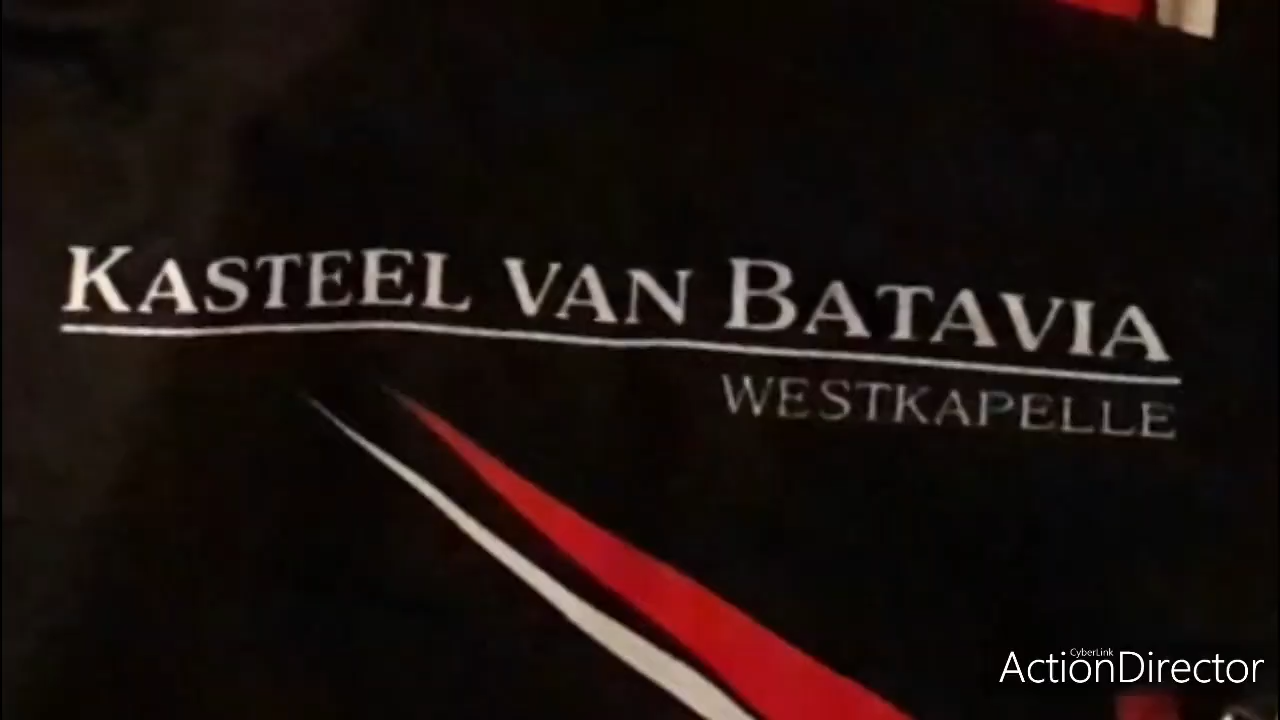 KASTEEL VAN BATAVIA
WESTKAPELLE
CyberLink
ActionDirector